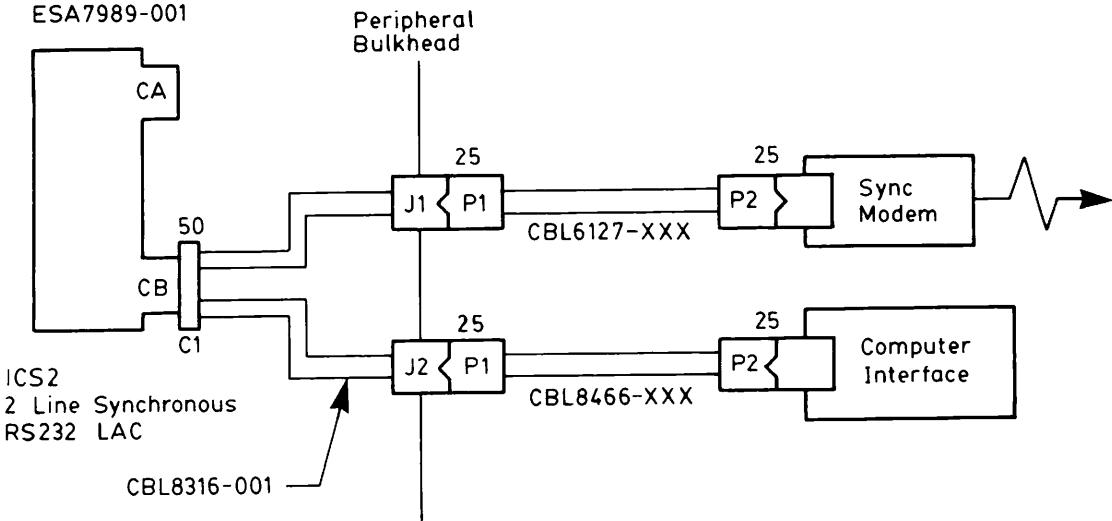 ESA7989-001
Peripheral
Bulkhead
CA
25
25
J1
P1
P2
Sync
Modem
CBL6127-XXX
50
CB
C1
25
25
J2
P1
P2
Computer
Interface
CBL8466-XXX
ICS2
2 Line Synchronous
RS232 LAC
CBL8316-001